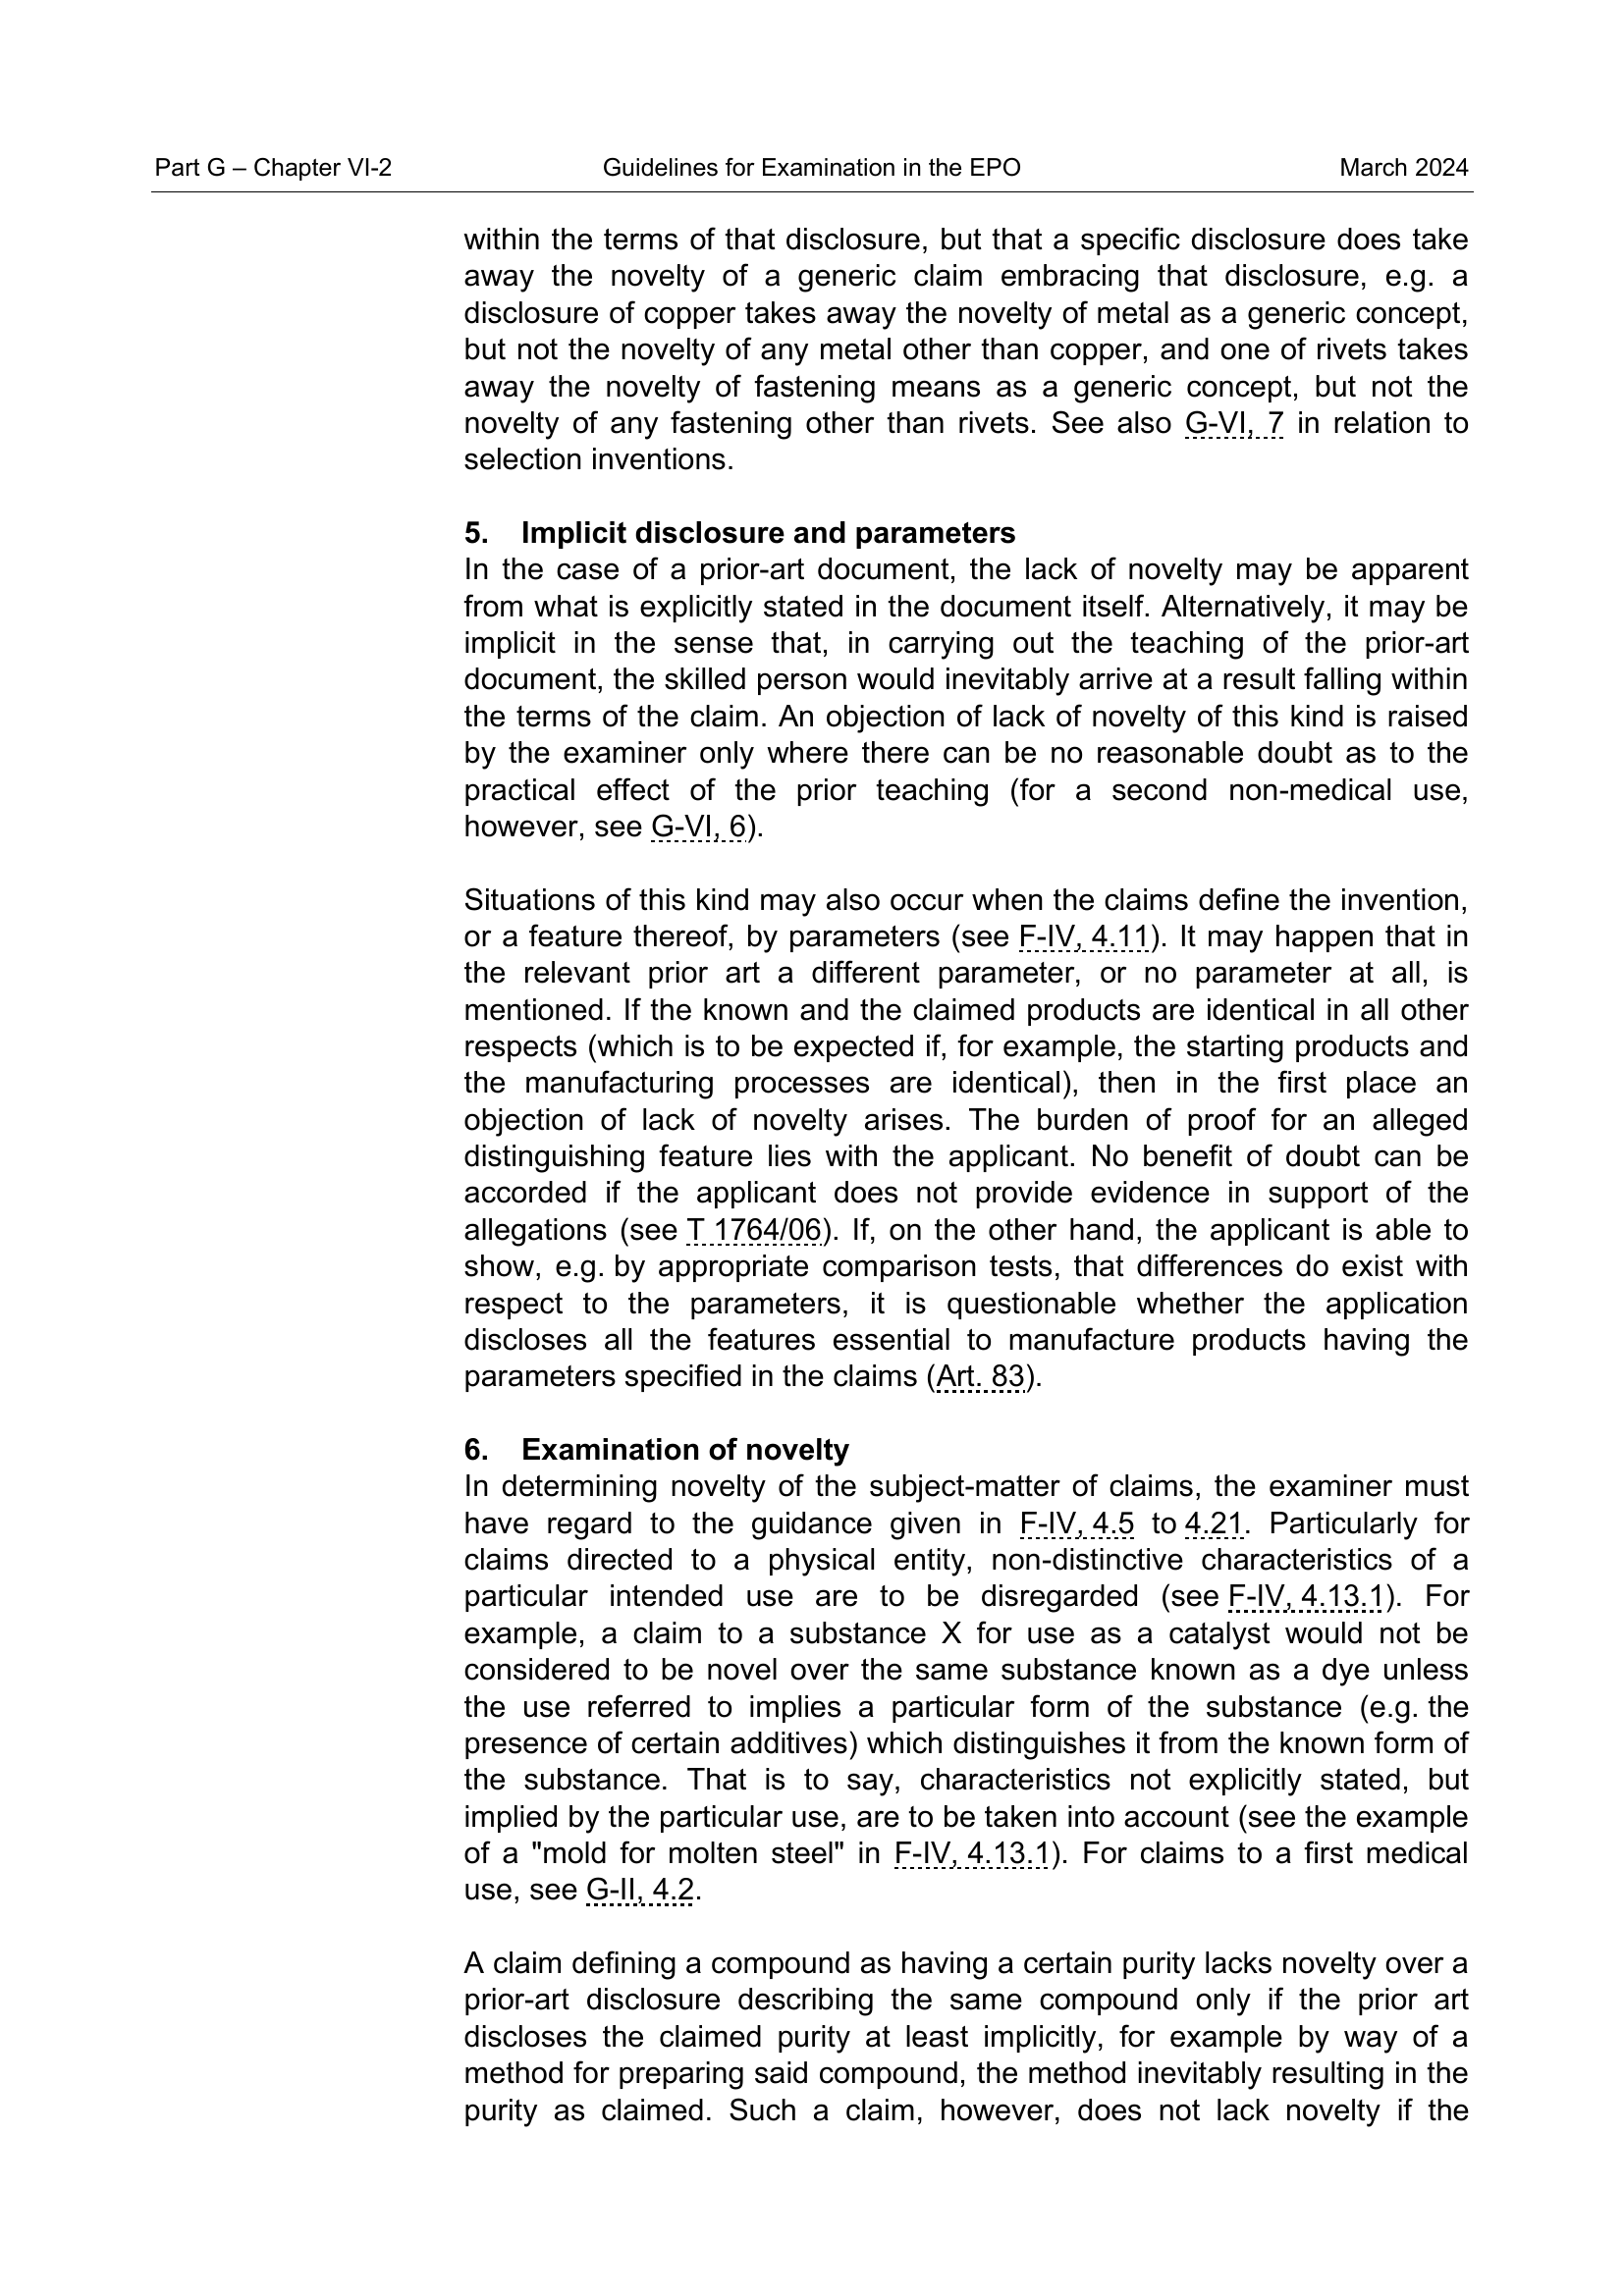 Part G – Chapter VI-2 Guidelines for Examination in the EPO March 2024
within the terms of that disclosure, but that a specific disclosure does take
away the novelty of a generic claim embracing that disclosure, e.g. a
disclosure of copper takes away the novelty of metal as a generic concept,
but not the novelty of any metal other than copper, and one of rivets takes
away the novelty of fastening means as a generic concept, but not the
novelty of any fastening other than rivets. See also G-VI, 7 in relation to
selection inventions.
5. Implicit disclosure and parameters
In the case of a prior-art document, the lack of novelty may be apparent
from what is explicitly stated in the document itself. Alternatively, it may be
implicit in the sense that, in carrying out the teaching of the prior-art
document, the skilled person would inevitably arrive at a result falling within
the terms of the claim. An objection of lack of novelty of this kind is raised
by the examiner only where there can be no reasonable doubt as to the
practical effect of the prior teaching (for a second non-medical use,
however, see G-VI, 6).
Situations of this kind may also occur when the claims define the invention,
or a feature thereof, by parameters (see F-IV, 4.11). It may happen that in
the relevant prior art a different parameter, or no parameter at all, is
mentioned. If the known and the claimed products are identical in all other
respects (which is to be expected if, for example, the starting products and
the manufacturing processes are identical), then in the first place an
objection of lack of novelty arises. The burden of proof for an alleged
distinguishing feature lies with the applicant. No benefit of doubt can be
accorded if the applicant does not provide evidence in support of the
allegations (see T 1764/06). If, on the other hand, the applicant is able to
show, e.g. by appropriate comparison tests, that differences do exist with
respect to the parameters, it is questionable whether the application
discloses all the features essential to manufacture products having the
parameters specified in the claims (Art. 83).
6. Examination of novelty
In determining novelty of the subject-matter of claims, the examiner must
have regard to the guidance given in F-IV, 4.5 to 4.21. Particularly for
claims directed to a physical entity, non-distinctive characteristics of a
particular intended use are to be disregarded (see F-IV, 4.13.1). For
example, a claim to a substance X for use as a catalyst would not be
considered to be novel over the same substance known as a dye unless
the use referred to implies a particular form of the substance (e.g. the
presence of certain additives) which distinguishes it from the known form of
the substance. That is to say, characteristics not explicitly stated, but
implied by the particular use, are to be taken into account (see the example
of a "mold for molten steel" in F-IV, 4.13.1). For claims to a first medical
use, see G-II, 4.2.
A claim defining a compound as having a certain purity lacks novelty over a
prior-art disclosure describing the same compound only if the prior art
discloses the claimed purity at least implicitly, for example by way of a
method for preparing said compound, the method inevitably resulting in the
purity as claimed. Such a claim, however, does not lack novelty if the